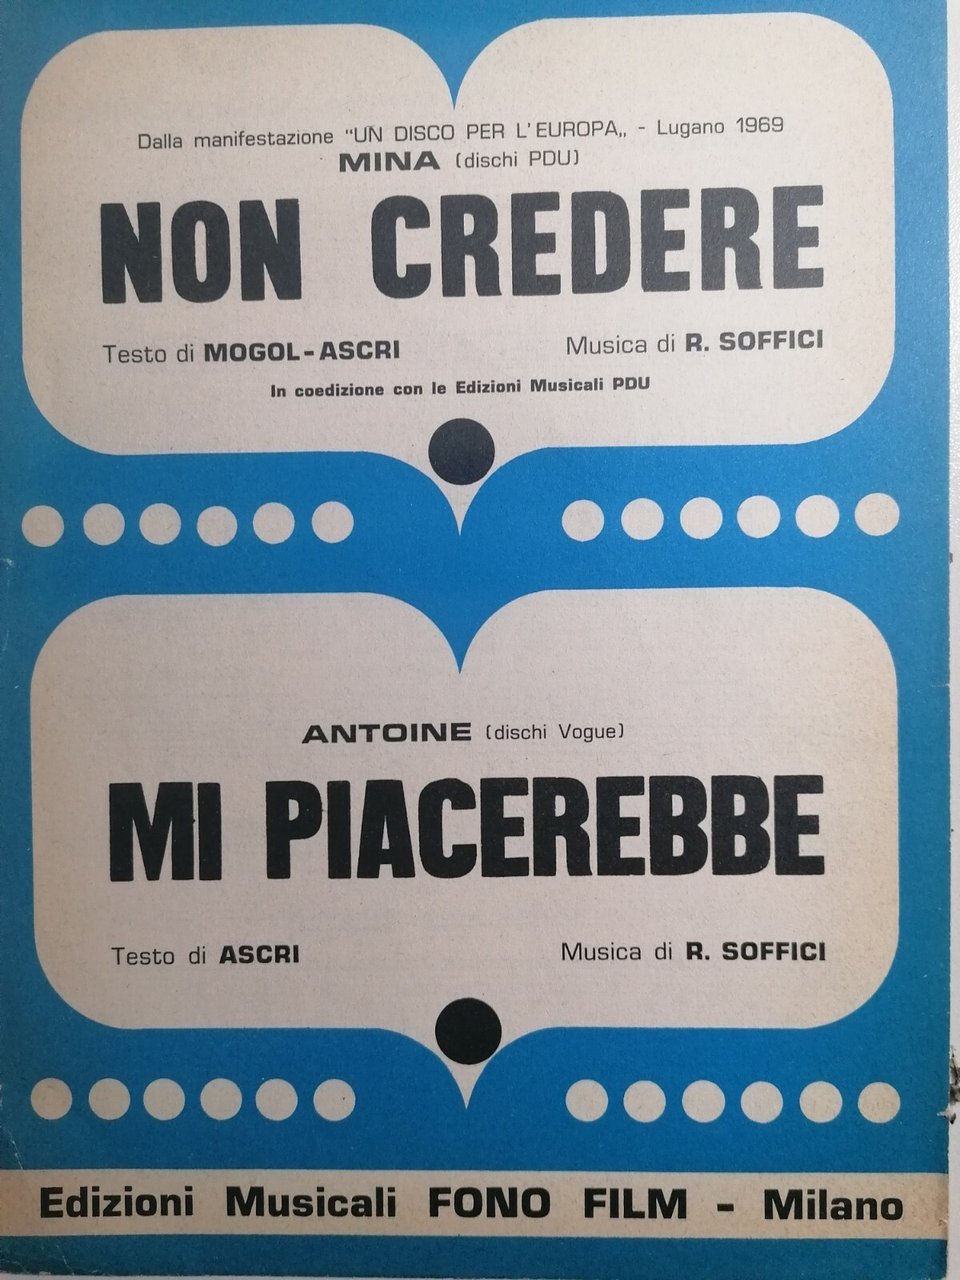 Dalla manifestazione "UN DISCO PER L'EUROPA„ - Lugano 1969
MINA (dischi PDU)
NON CREDERE
Testo di MOGOL-ASCRI Musica di R. SOFFICI
In coedizione con le Edizioni Musicali PDU
ANTOINE (dischi Vogue)
MI PIACEREBBE
Testo di ASCRI Musica di R. SOFFICI
Edizioni Musicali FONO FILM - Milano